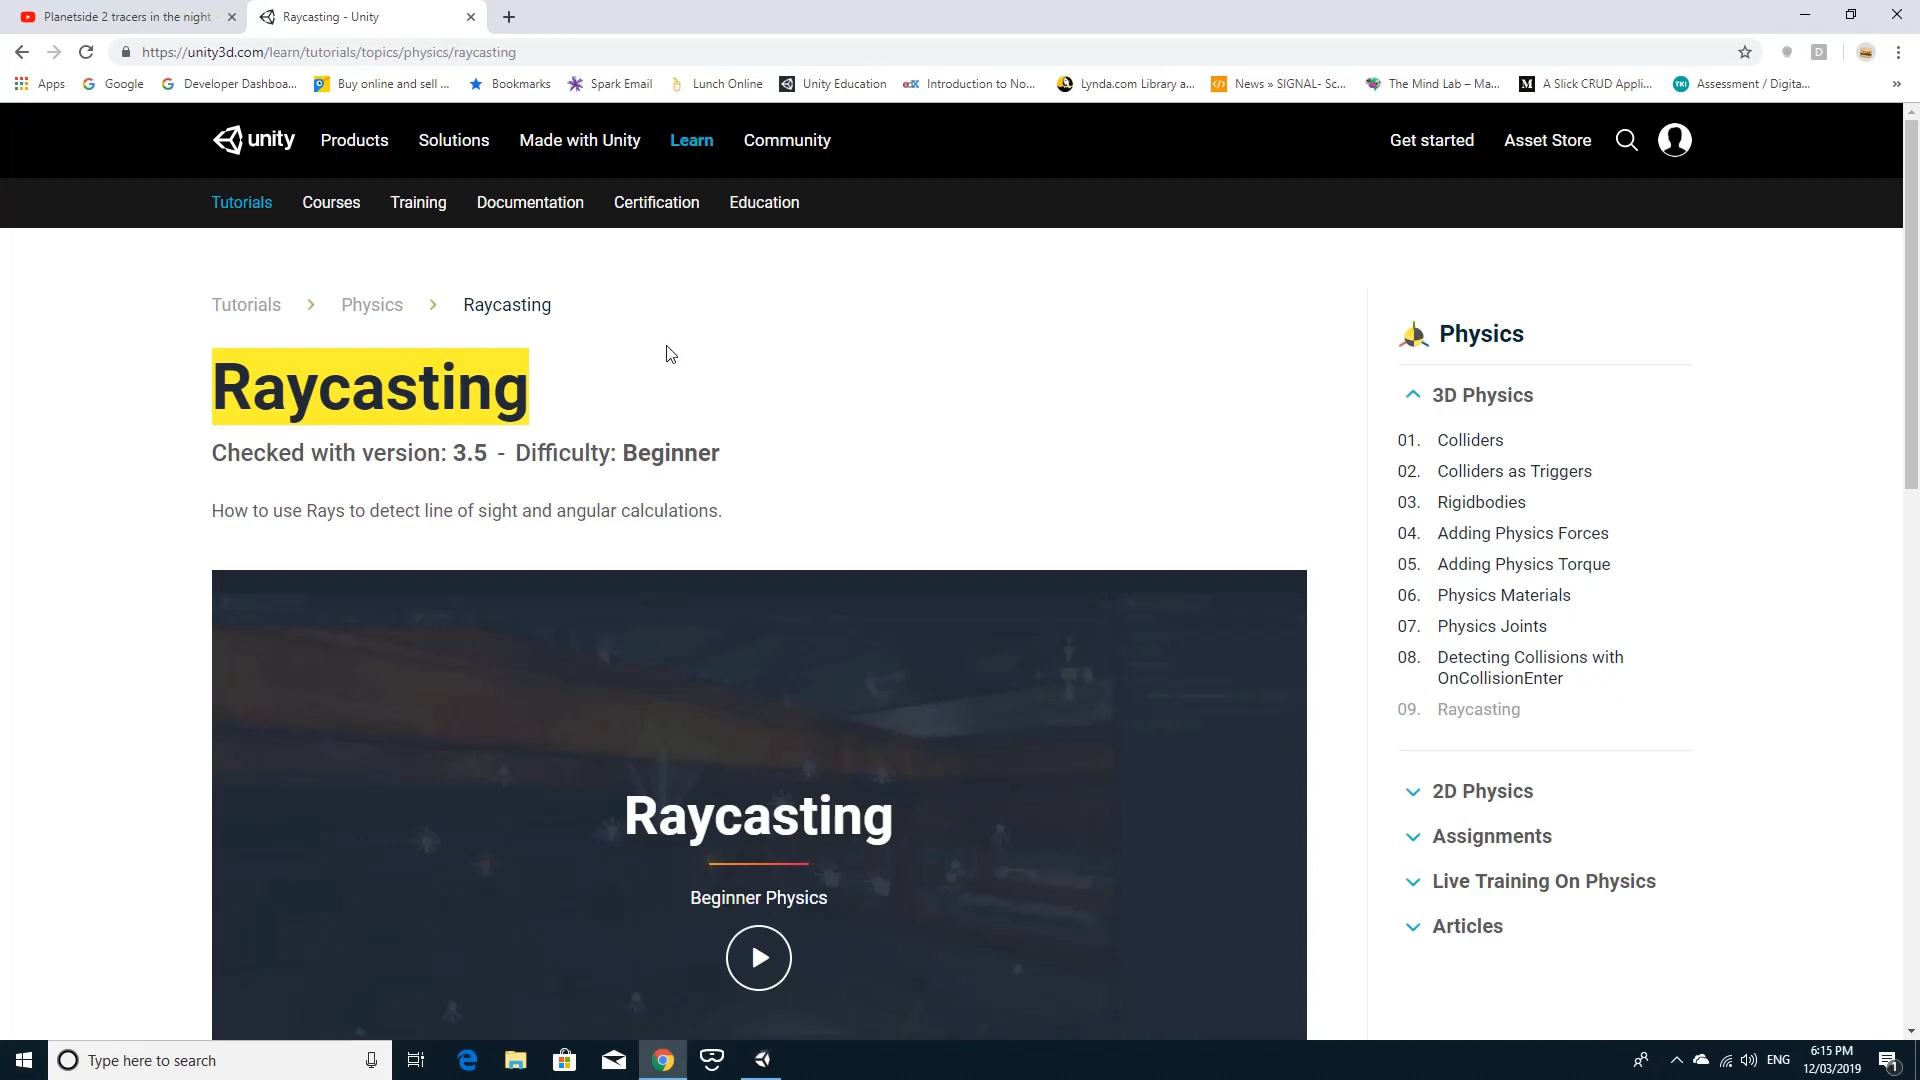 Planetside 2 tracers in the night
Raycasting - Unity
https://unity3d.com/learn/tutorials/topics/physics/raycasting
D
Apps
Google
Developer Dashboa...
Buy online and sell ...
Bookmarks
Spark Email
Lunch Online
Unity Education
edX Introduction to No...
Lynda.com Library a...
News » SIGNAL- Sc...
The Mind Lab – Ma...
M A Slick CRUD Appli...
TKI Assessment / Digita...
»
unity
Products
Solutions
Made with Unity
Learn
Community
Get started
Asset Store
Tutorials
Courses
Training
Documentation
Certification
Education
Tutorials > Physics > Raycasting
Raycasting
Checked with version: 3.5 - Difficulty: Beginner
How to use Rays to detect line of sight and angular calculations.
Raycasting
Beginner Physics
Physics
3D Physics
01. Colliders
02. Colliders as Triggers
03. Rigidbodies
04. Adding Physics Forces
05. Adding Physics Torque
06. Physics Materials
07. Physics Joints
08. Detecting Collisions with
OnCollisionEnter
09. Raycasting
2D Physics
Assignments
Live Training On Physics
Articles
Type here to search
ENG
6:15 PM
12/03/2019
1